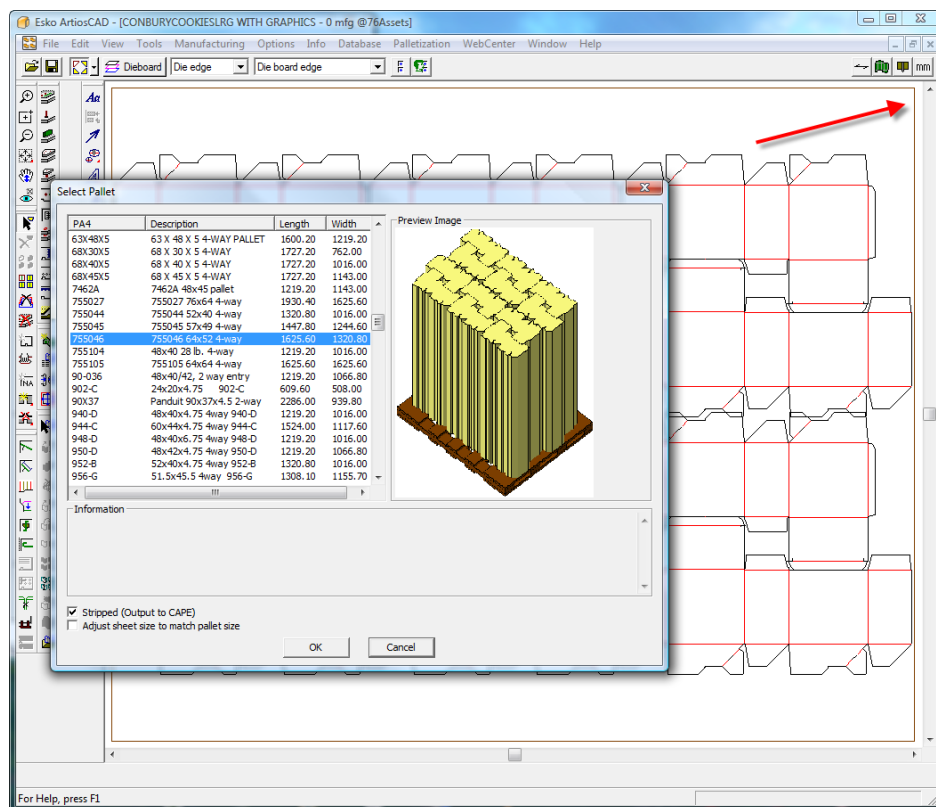 Esko ArtiosCAD - [CONBURYCOOKIESLRG WITH GRAPHICS - 0 mfg @76Assets]
File Edit View Tools Manufacturing Options Info Database Palletization WebCenter Window Help
Dieboard Die edge Die board edge mm
Aα
Select Pallet
PA4 Description Length Width
63X48X5 63 X 48 X 5 4-WAY PALLET 1600.20 1219.20
68X30X5 68 X 30 X 5 4-WAY 1727.20 762.00
68X40X5 68 X 40 X 5 4-WAY 1727.20 1016.00
68X45X5 68 X 45 X 5 4-WAY 1727.20 1143.00
7462A 7462A 48x45 pallet 1219.20 1143.00
755027 755027 76x64 4-way 1930.40 1625.60
755044 755044 52x40 4-way 1320.80 1016.00
755045 755045 57x49 4-way 1447.80 1244.60
755046 755046 64x52 4-way 1625.60 1320.80
755104 48x40 28 lb. 4-way 1219.20 1016.00
755105 755105 64x64 4-way 1625.60 1625.60
90-036 48x40/42, 2 way entry 1219.20 1066.80
902-C 24x20x4.75 902-C 609.60 508.00
90X37 Panduit 90x37x4.5 2-way 2286.00 939.80
940-D 48x40x4.75 4way 940-D 1219.20 1016.00
944-C 60x44x4.75 4way 944-C 1524.00 1117.60
948-D 48x40x6.75 4way 948-D 1219.20 1016.00
950-D 48x42x4.75 4way 950-D 1219.20 1066.80
952-B 52x40x4.75 4way 952-B 1320.80 1016.00
956-G 51.5x45.5 4way 956-G 1308.10 1155.70
Preview Image
Information
Stripped (Output to CAPE)
Adjust sheet size to match pallet size
OK Cancel
INA
For Help, press F1